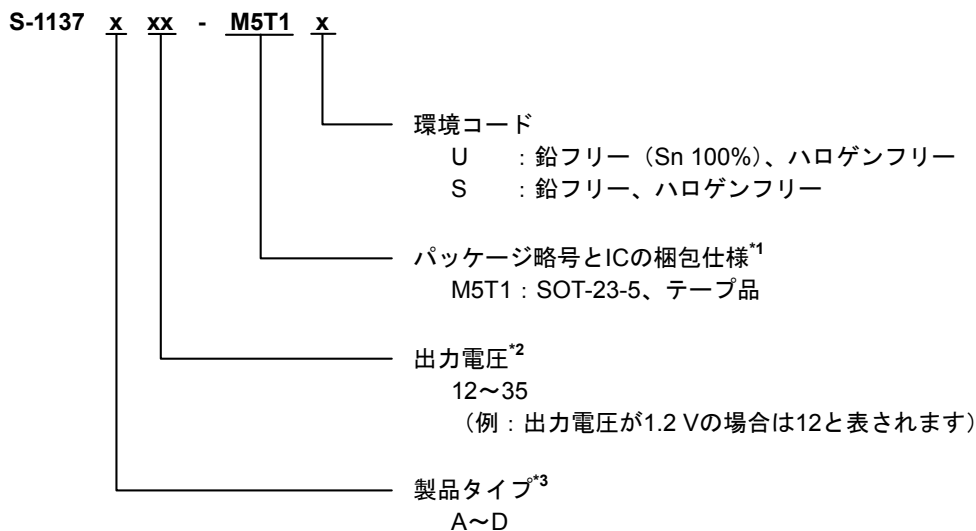 S-1137 x xx - M5T1 x
環境コード
U : 鉛フリー（Sn 100%）、ハロゲンフリー
S : 鉛フリー、ハロゲンフリー
パッケージ略号とICの梱包仕様*1
M5T1 : SOT-23-5、テープ品
出力電圧*2
12～35
（例 : 出力電圧が1.2 Vの場合は12と表されます）
製品タイプ*3
A～D